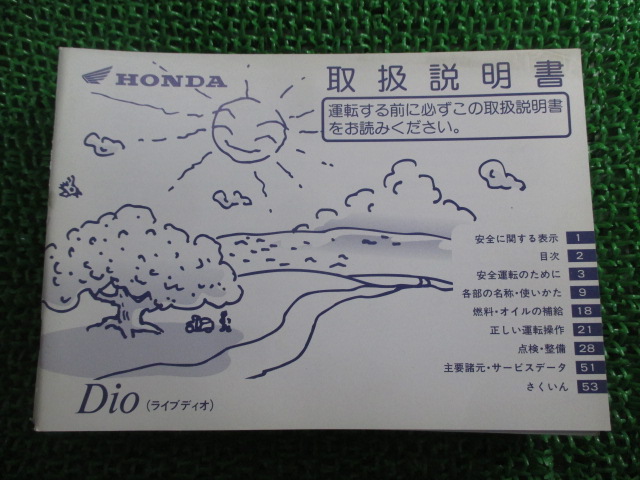 HONDA
取扱説明書
運転する前に必ずこの取扱説明書
をお読みください。
安全に関する表示 1
目次 2
安全運転のために 3
各部の名称・使いかた 9
燃料・オイルの補給 18
正しい運転操作 21
点検・整備 28
主要諸元・サービスデータ 51
さくいん 53
Dio (ライブディオ)